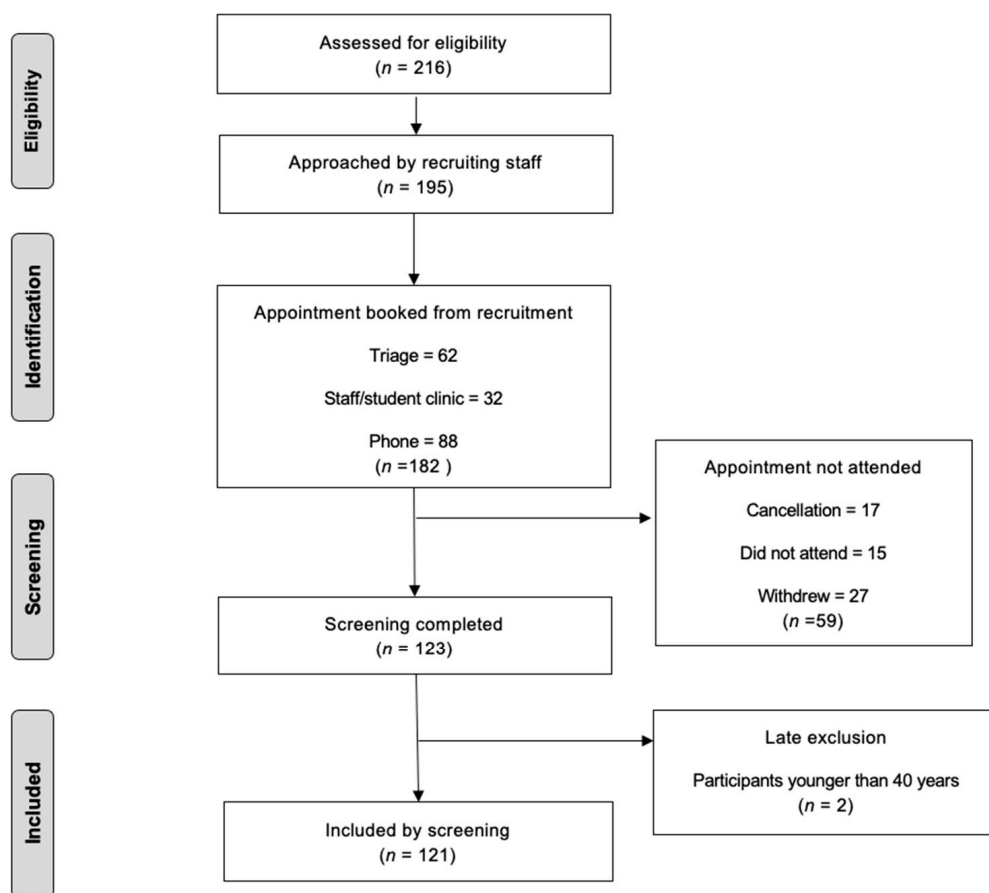 Eligibility
Assessed for eligibility
(n = 216)
Approached by recruiting staff
(n = 195)
Identification
Appointment booked from recruitment
Triage = 62
Staff/student clinic = 32
Phone = 88
(n =182 )
Screening
Appointment not attended
Cancellation = 17
Did not attend = 15
Withdrew = 27
(n =59)
Screening completed
(n = 123)
Included
Late exclusion
Participants younger than 40 years
(n = 2)
Included by screening
(n = 121)